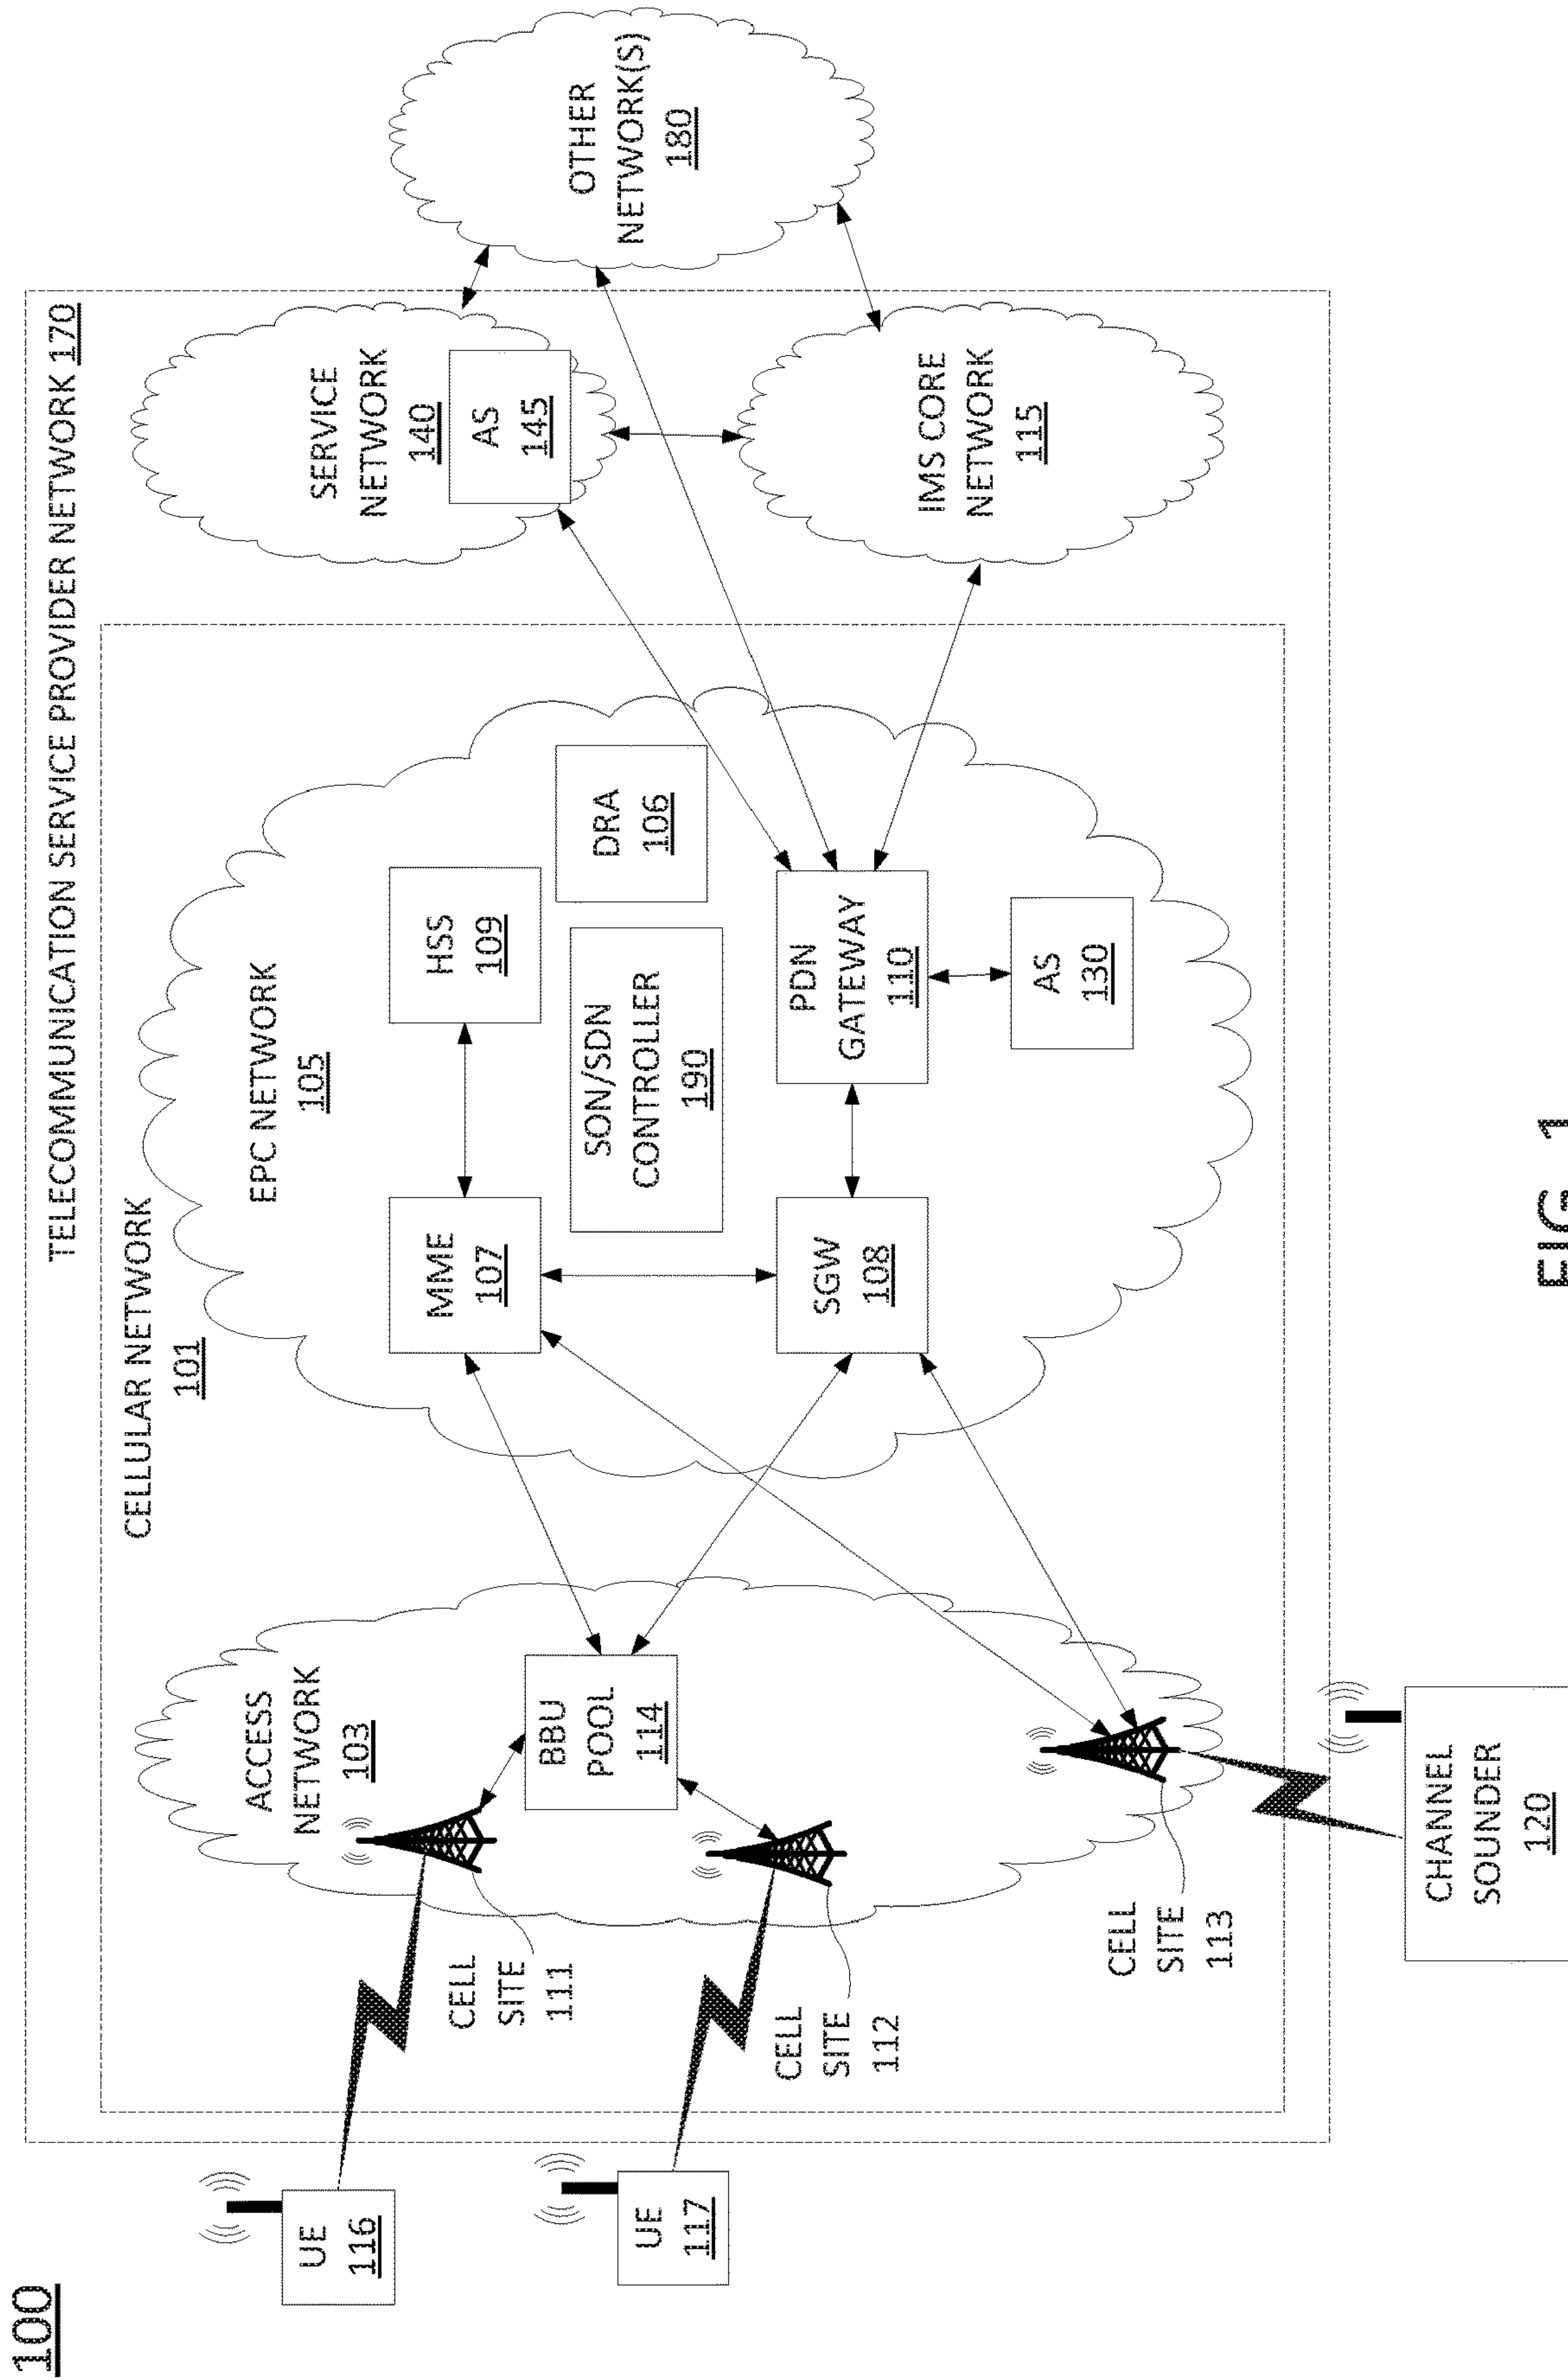 100
TELECOMMUNICATION SERVICE PROVIDER NETWORK 170
CELLULAR NETWORK
101
ACCESS
NETWORK
103
EPC NETWORK
105
SERVICE
NETWORK
140
AS
145
OTHER
NETWORK(S)
180
UE
116
CELL
SITE
111
BBU
POOL
114
MME
107
HSS
109
SON/SDN
CONTROLLER
190
DRA
106
UE
117
CELL
SITE
112
SGW
108
PDN
GATEWAY
110
AS
130
IMS CORE
NETWORK
115
CELL
SITE
113
CHANNEL
SOUNDER
120
FIG. 1